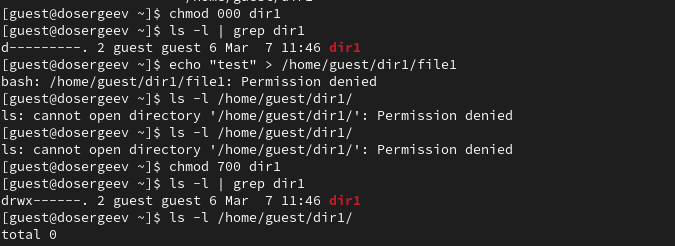 [guest@dosergeev ~]$ chmod 000 dir1
[guest@dosergeev ~]$ ls -l | grep dir1
d---------. 2 guest guest 6 Mar  7 11:46 dir1
[guest@dosergeev ~]$ echo "test" > /home/guest/dir1/file1
bash: /home/guest/dir1/file1: Permission denied
[guest@dosergeev ~]$ ls -l /home/guest/dir1/
ls: cannot open directory '/home/guest/dir1/': Permission denied
[guest@dosergeev ~]$ ls -l /home/guest/dir1/
ls: cannot open directory '/home/guest/dir1/': Permission denied
[guest@dosergeev ~]$ chmod 700 dir1
[guest@dosergeev ~]$ ls -l | grep dir1
drwx------. 2 guest guest 6 Mar  7 11:46 dir1
[guest@dosergeev ~]$ ls -l /home/guest/dir1/
total 0